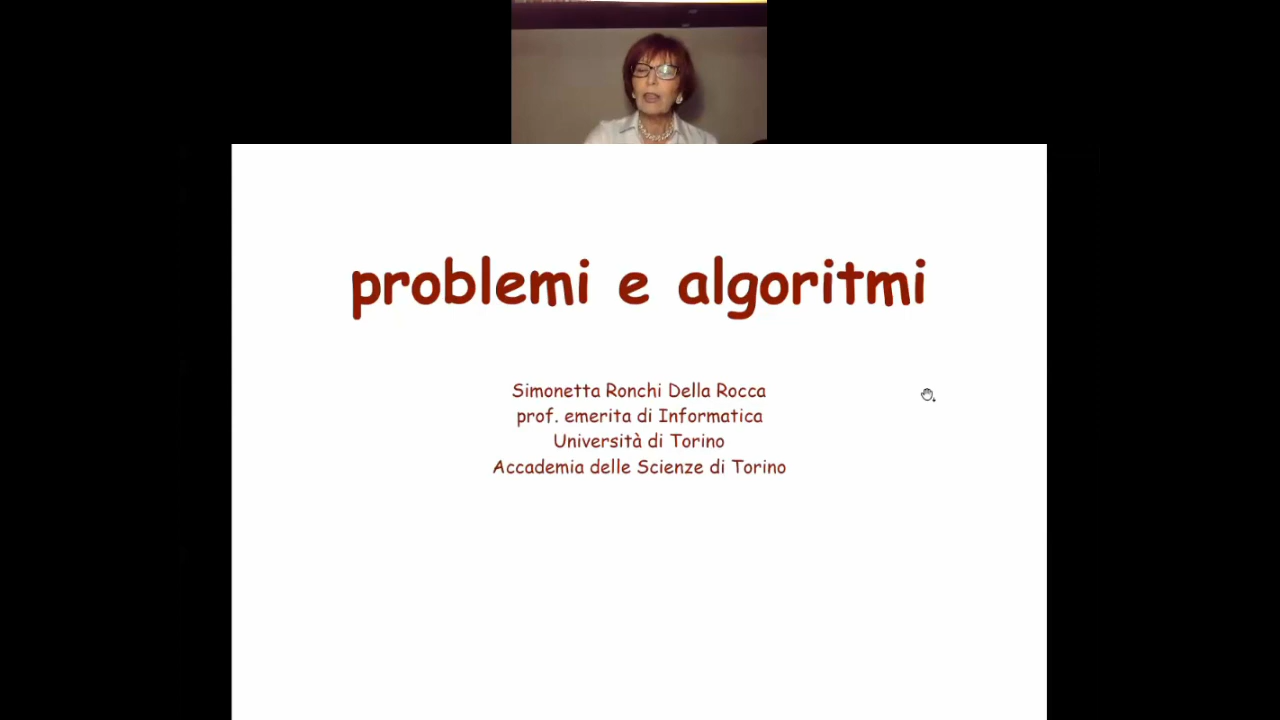 problemi e algoritmi
Simonetta Ronchi Della Rocca
prof. emerita di Informatica
Università di Torino
Accademia delle Scienze di Torino